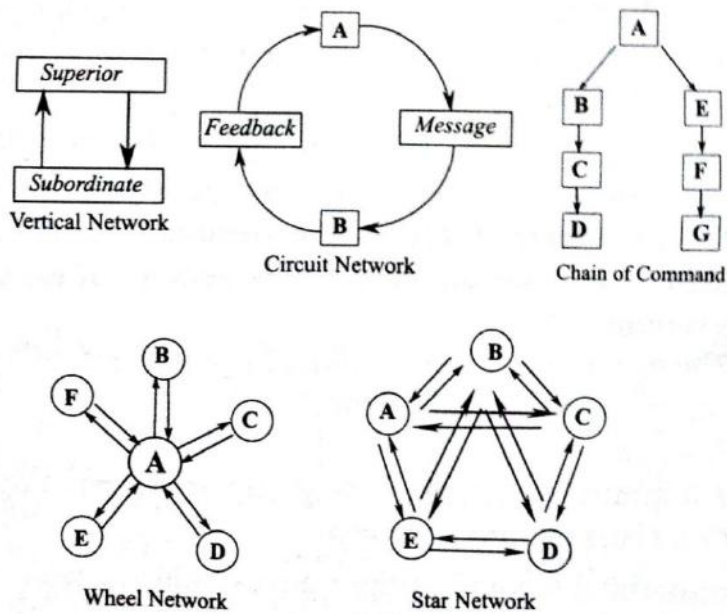 Superior
Subordinate
Vertical Network
A
Feedback
Message
B
Circuit Network
A
B
E
C
F
D
G
Chain of Command
B
F
C
A
E
D
Wheel Network
B
A
C
E
D
Star Network